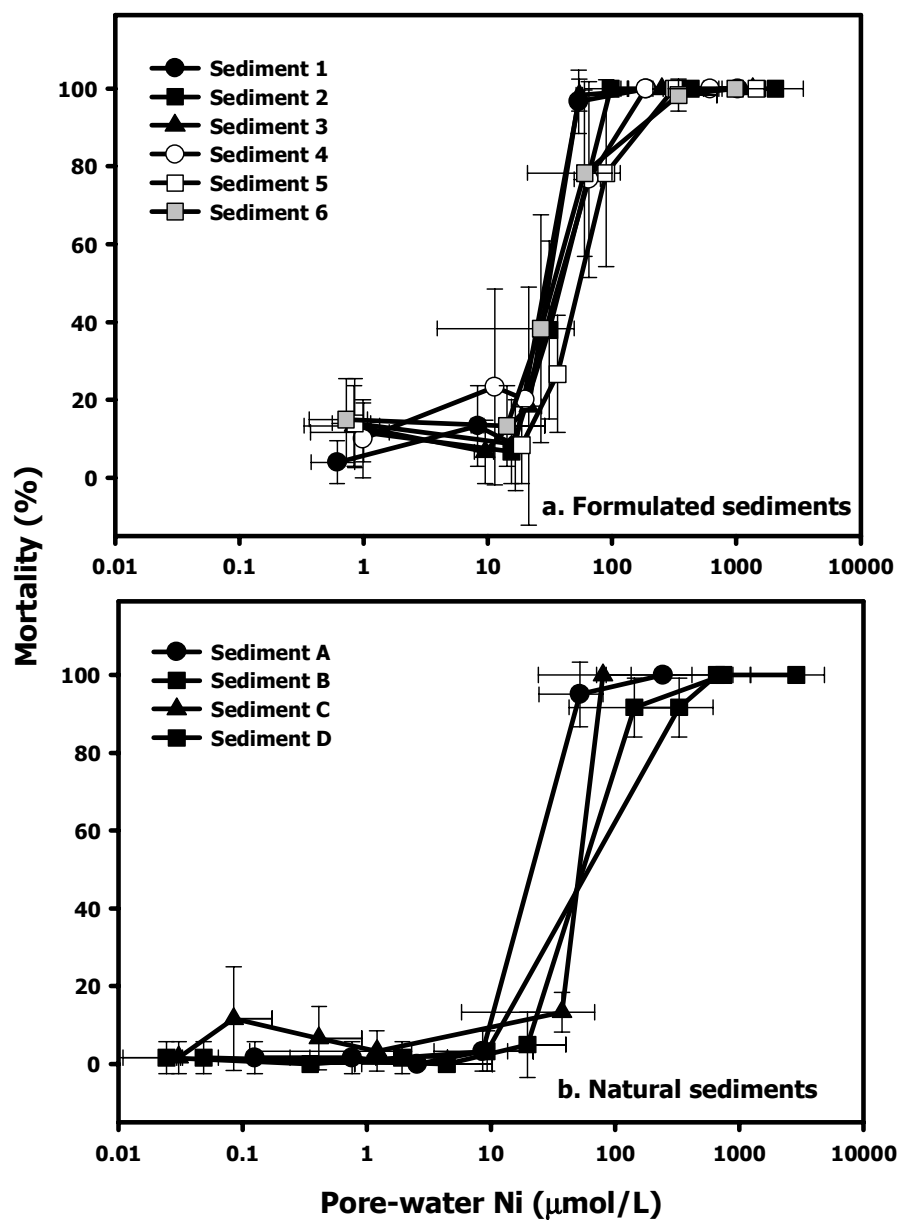 Sediment 1
Sediment 2
Sediment 3
Sediment 4
Sediment 5
Sediment 6
100
80
60
40
20
0
a. Formulated sediments
0.01 0.1 1 10 100 1000 10000
Mortality (%)
Sediment A
Sediment B
Sediment C
Sediment D
100
80
60
40
20
0
b. Natural sediments
0.01 0.1 1 10 100 1000 10000
Pore-water Ni (μmol/L)